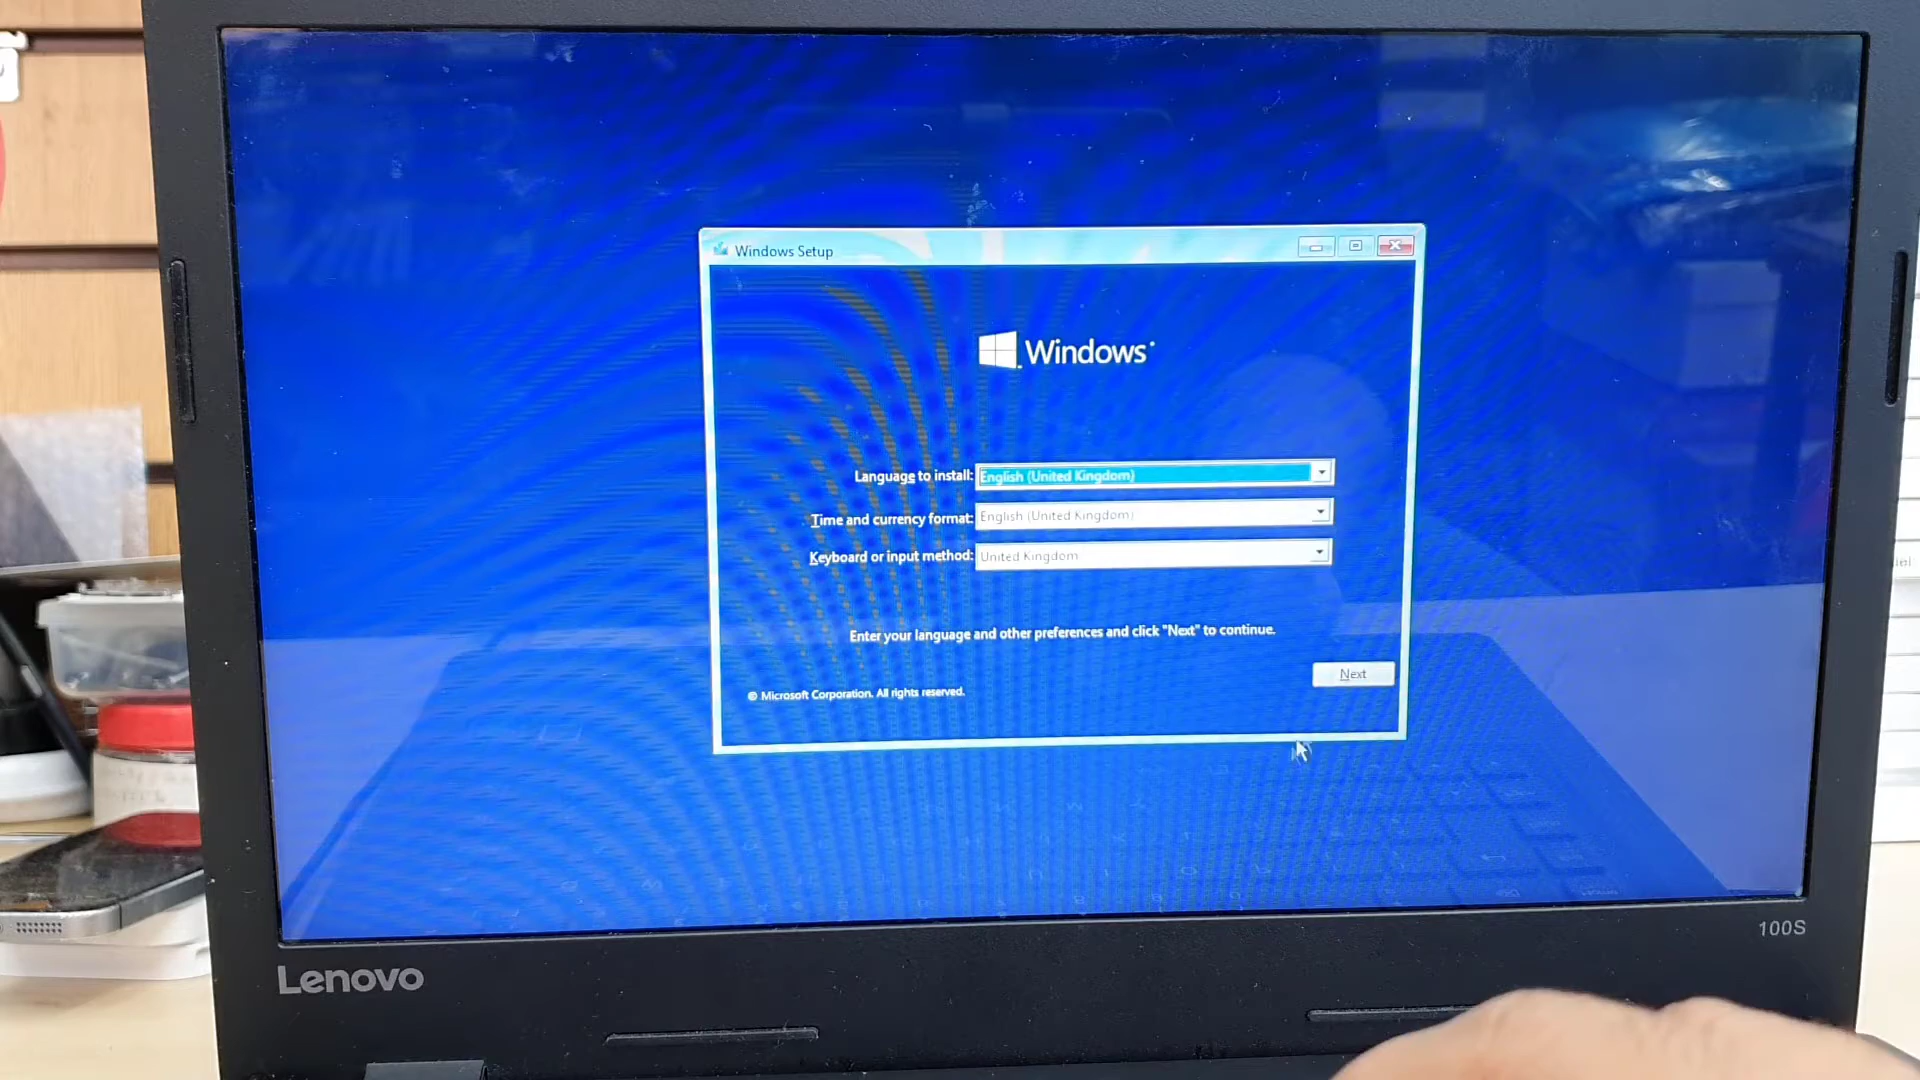 Windows Setup
Windows
Language to install: English (United Kingdom)
Time and currency format: English (United Kingdom)
Keyboard or input method: United Kingdom
Enter your language and other preferences and click "Next" to continue.
Next
© Microsoft Corporation. All rights reserved.
100S
Lenovo